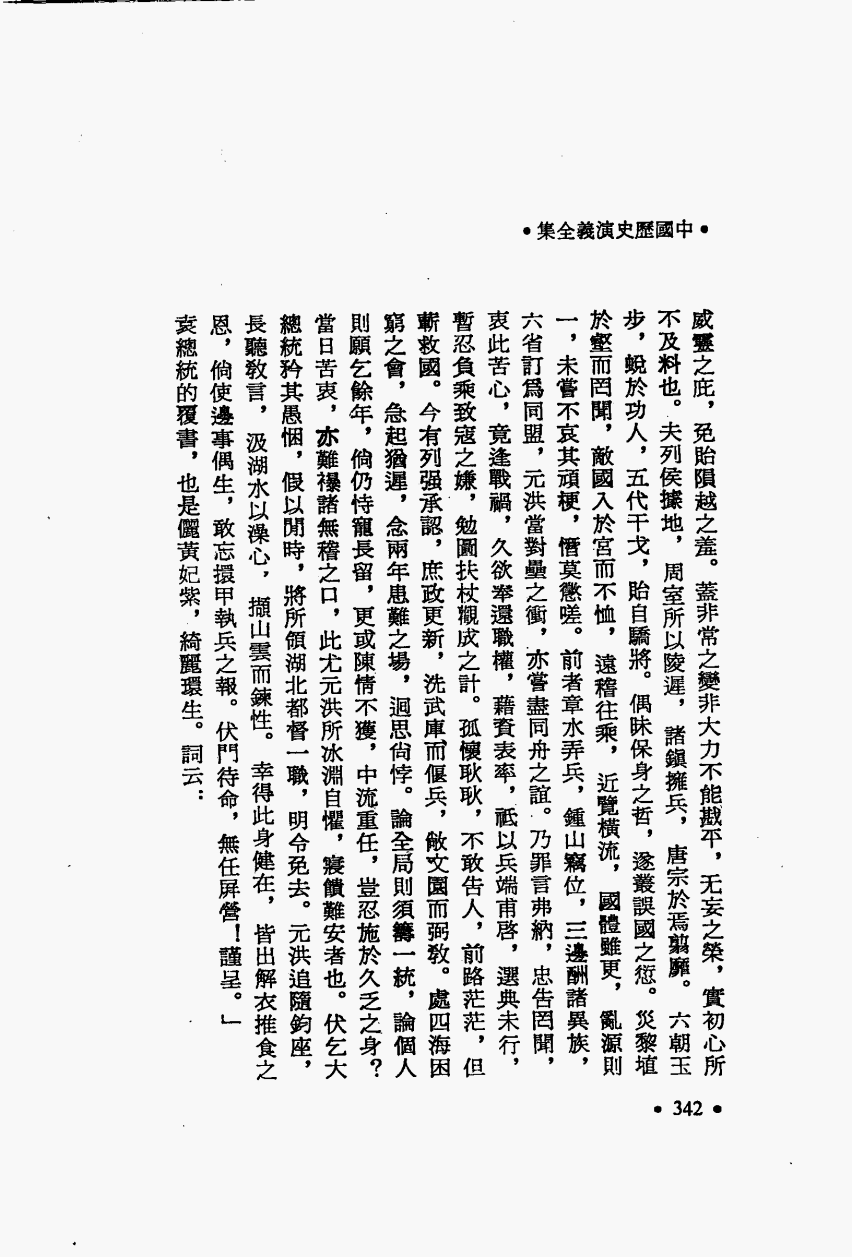 •中國歷史演義全集•
威靈之庇，免貽隕越之羞。蓋非常之變非大力不能戡平，无妄之榮，實初心所
不及料也。夫列侯據地，周室所以陵遲，諸鎭擁兵，唐宗於焉翦靡。六朝玉
步，蛻於功人，五代干戈，貽自驕將。偶昧保身之哲，遂叢誤國之愆。災黎塡
於壑而罔聞，敵國入於宮而不恤，遠稽往乘，近覽橫流，國體雖更，亂源則
一，未嘗不哀其頑梗，憯莫懲嗟。前者章水弄兵，鍾山竊位，三邊酬諸異族，
六省訂爲同盟，元洪當對壘之衝，亦嘗盡同舟之誼。乃罪言弗納，忠告罔聞，
衷此苦心，竟逢戰禍，久欲奉還職權，藉資表率，祇以兵端甫啓，選典未行，
暫忍負乘致寇之嫌，勉圖扶杖觀成之計。孤懷耿耿，不敢告人，前路茫茫，但
蘄救國。今有列强承認，庶政更新，洗武庫而偃兵，敞文園而弼敎。處四海困
窮之會，急起猶遲，念兩年患難之場，迴思尙悸。論全局則須籌一統，論個人
則願乞餘年，倘仍恃寵長留，更或陳情不獲，中流重任，豈忍施於久乏之身？
當日苦衷，亦難襮諸無稽之口，此尤元洪所冰淵自懼，寢饋難安者也。伏乞大
總統矜其愚悃，假以閒時，將所領湖北都督一職，明令免去。元洪追隨鈞座，
長聽敎言，汲湖水以澡心，擷山雲而鍊性。幸得此身健在，皆出解衣推食之
恩，倘使邊事偶生，敢忘擐甲執兵之報。伏門待命，無任屛營！謹呈。」
袁總統的覆書，也是儷黃妃紫，綺麗環生。詞云：
•342•